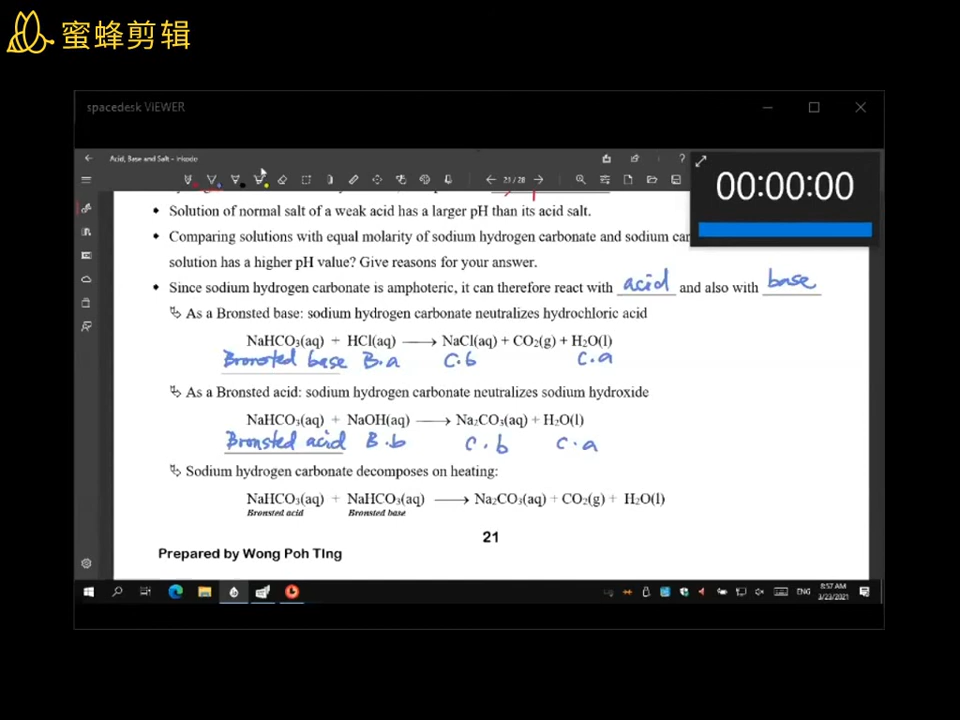 蜜蜂剪辑
spacedesk VIEWER
Acid, Base and Salt - Inkodo
21 / 28
00:00:00
• Solution of normal salt of a weak acid has a larger pH than its acid salt.
• Comparing solutions with equal molarity of sodium hydrogen carbonate and sodium car
solution has a higher pH value? Give reasons for your answer.
• Since sodium hydrogen carbonate is amphoteric, it can therefore react with acid and also with base
As a Bronsted base: sodium hydrogen carbonate neutralizes hydrochloric acid
NaHCO₃(aq) + HCl(aq) ⟶ NaCl(aq) + CO₂(g) + H₂O(l)
Bronsted base B.a C.b C.a
As a Bronsted acid: sodium hydrogen carbonate neutralizes sodium hydroxide
NaHCO₃(aq) + NaOH(aq) ⟶ Na₂CO₃(aq) + H₂O(l)
Bronsted acid B.b C.b C.a
Sodium hydrogen carbonate decomposes on heating:
NaHCO₃(aq) + NaHCO₃(aq) ⟶ Na₂CO₃(aq) + CO₂(g) + H₂O(l)
Bronsted acid Bronsted base
21
Prepared by Wong Poh TIng
ENG
8:57 AM
3/23/2021